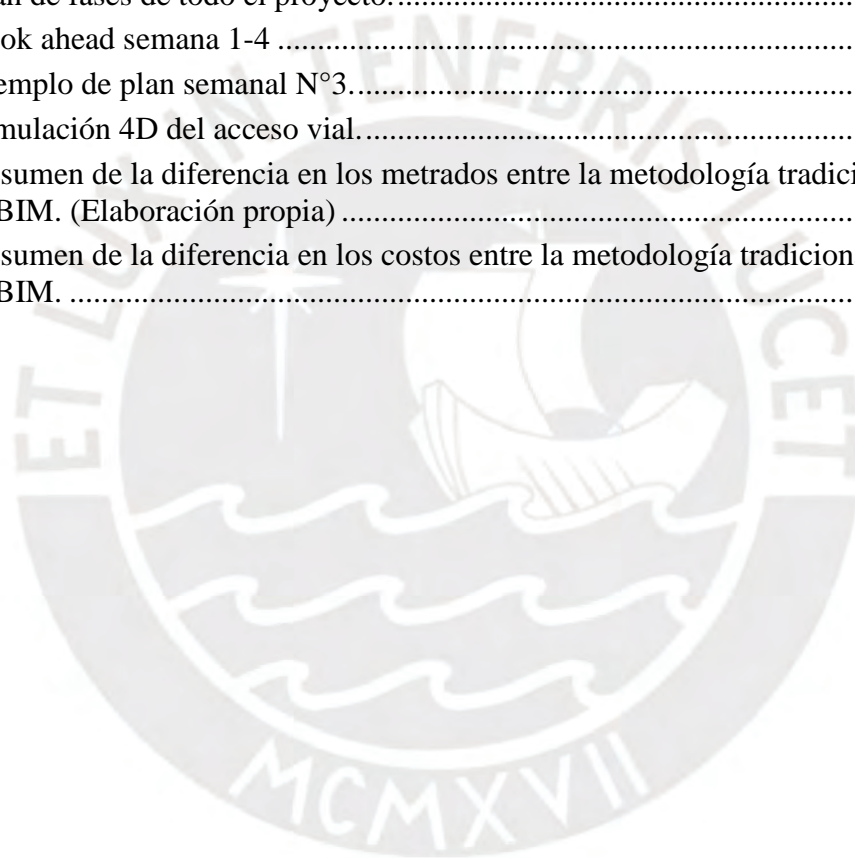 de fases de todo el proyecto. ....................................................................
ok ahead semana 1-4 ....................................................................
emplo de plan semanal N°3. ....................................................................
mulación 4D del acceso vial. ....................................................................
sumen de la diferencia en los metrados entre la metodología tradici
BIM. (Elaboración propia) ....................................................................
sumen de la diferencia en los costos entre la metodología tradicion
BIM. ....................................................................
ET LUX IN TENEBRIS LUCET
MCMXVII